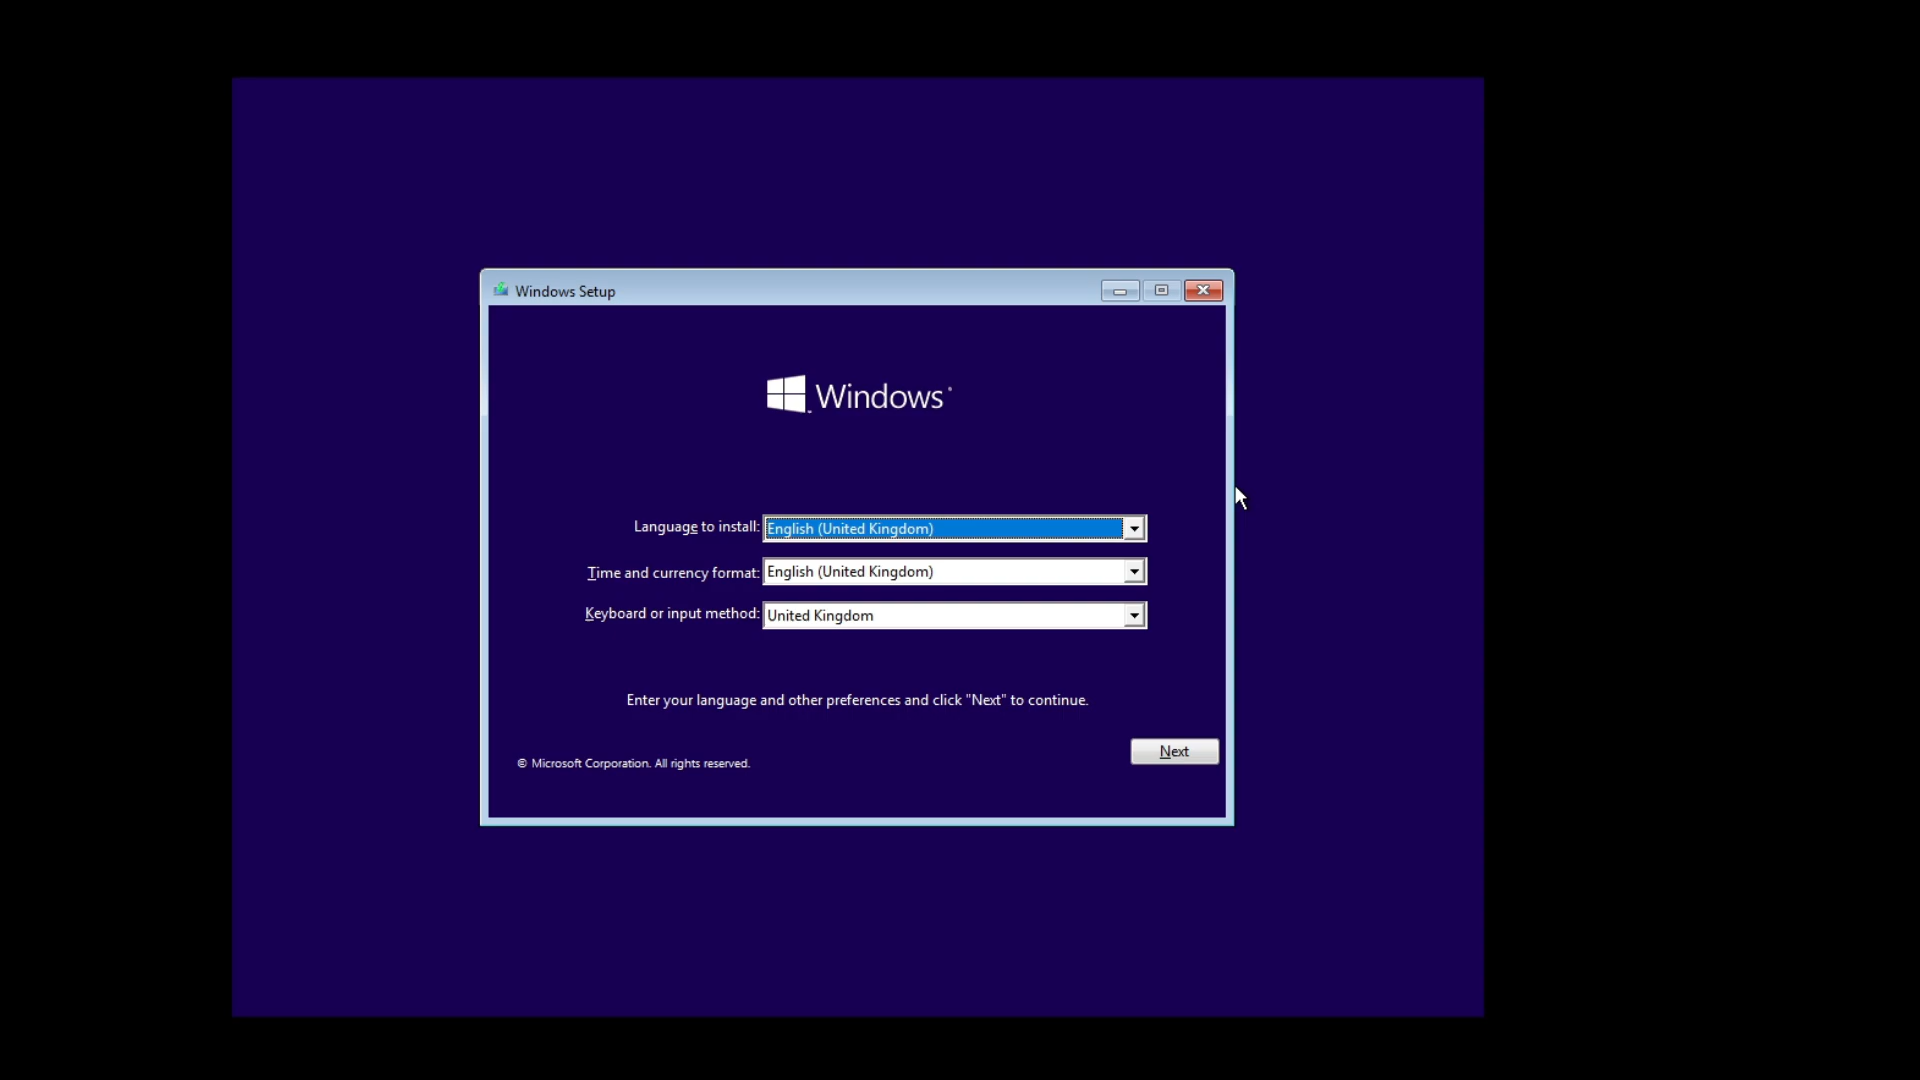 Windows Setup
Windows
Language to install: English (United Kingdom)
Time and currency format: English (United Kingdom)
Keyboard or input method: United Kingdom
Enter your language and other preferences and click "Next" to continue.
Next
© Microsoft Corporation. All rights reserved.